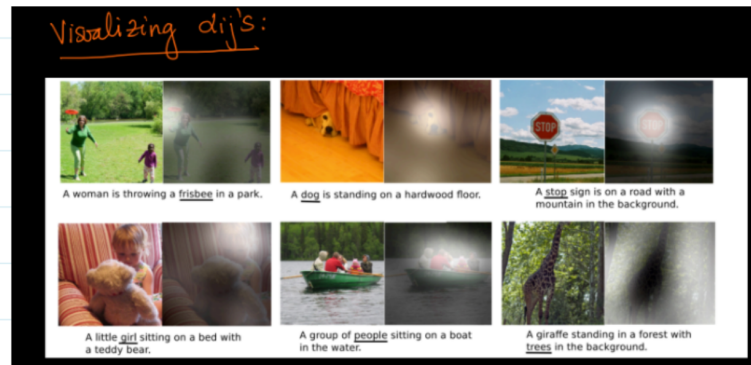 Visualizing αij's:
STOP
A woman is throwing a frisbee in a park.
A dog is standing on a hardwood floor.
A stop sign is on a road with a
mountain in the background.
A little girl sitting on a bed with
a teddy bear.
A group of people sitting on a boat
in the water.
A giraffe standing in a forest with
trees in the background.